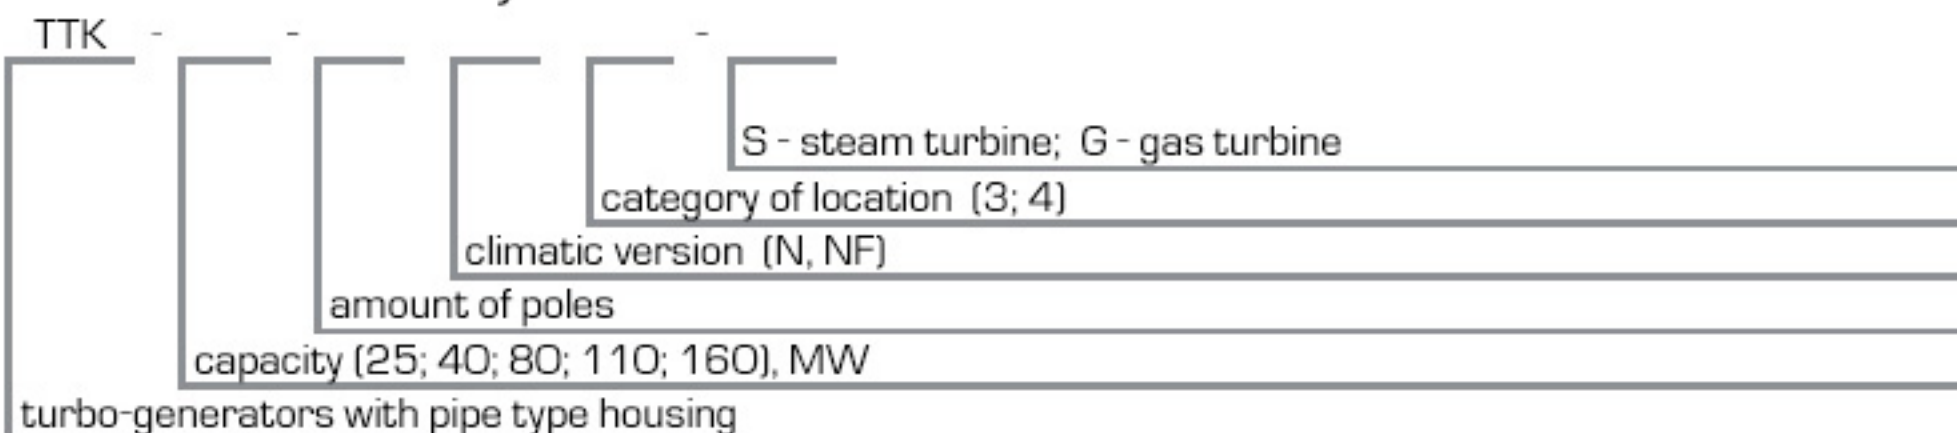 TTK - - -
S - steam turbine; G - gas turbine
category of location (3; 4)
climatic version (N, NF)
amount of poles
capacity (25; 40; 80; 110; 160), MW
turbo-generators with pipe type housing